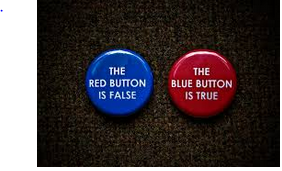 THE
RED BUTTON
IS FALSE
THE
BLUE BUTTON
IS TRUE